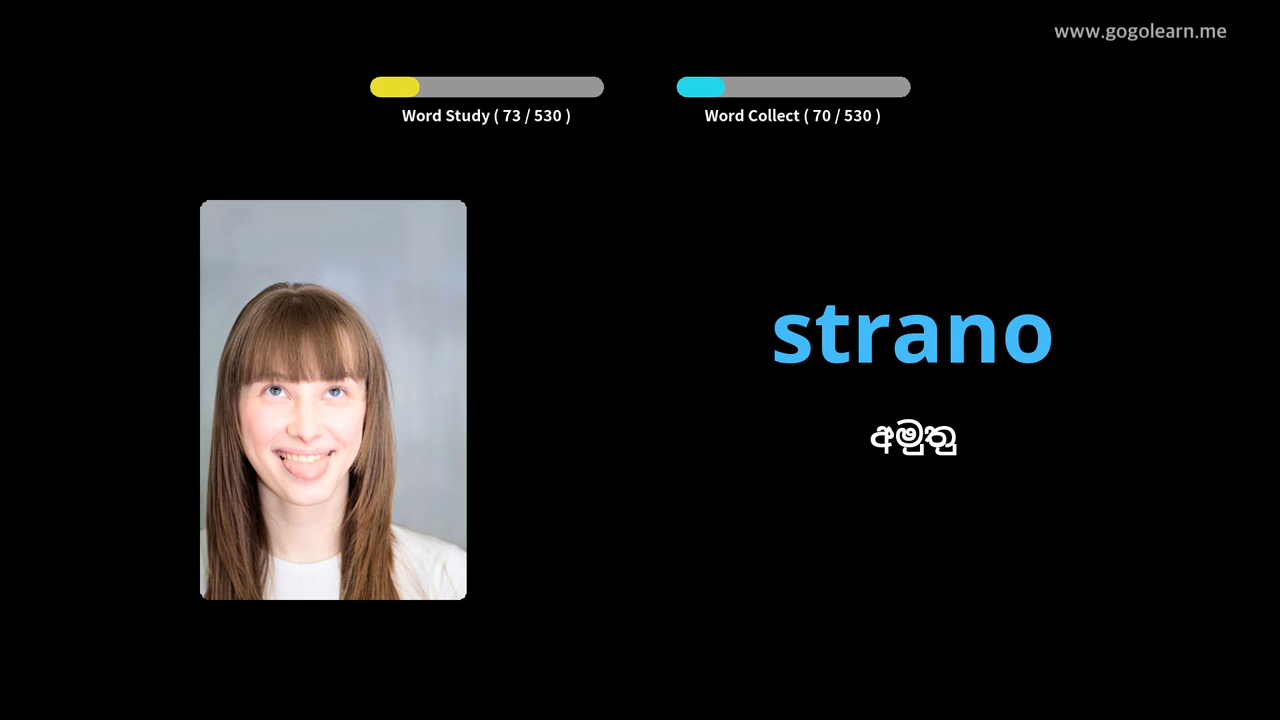 www.gogolearn.me
Word Study ( 73 / 530 )
Word Collect ( 70 / 530 )
strano
අමුතු